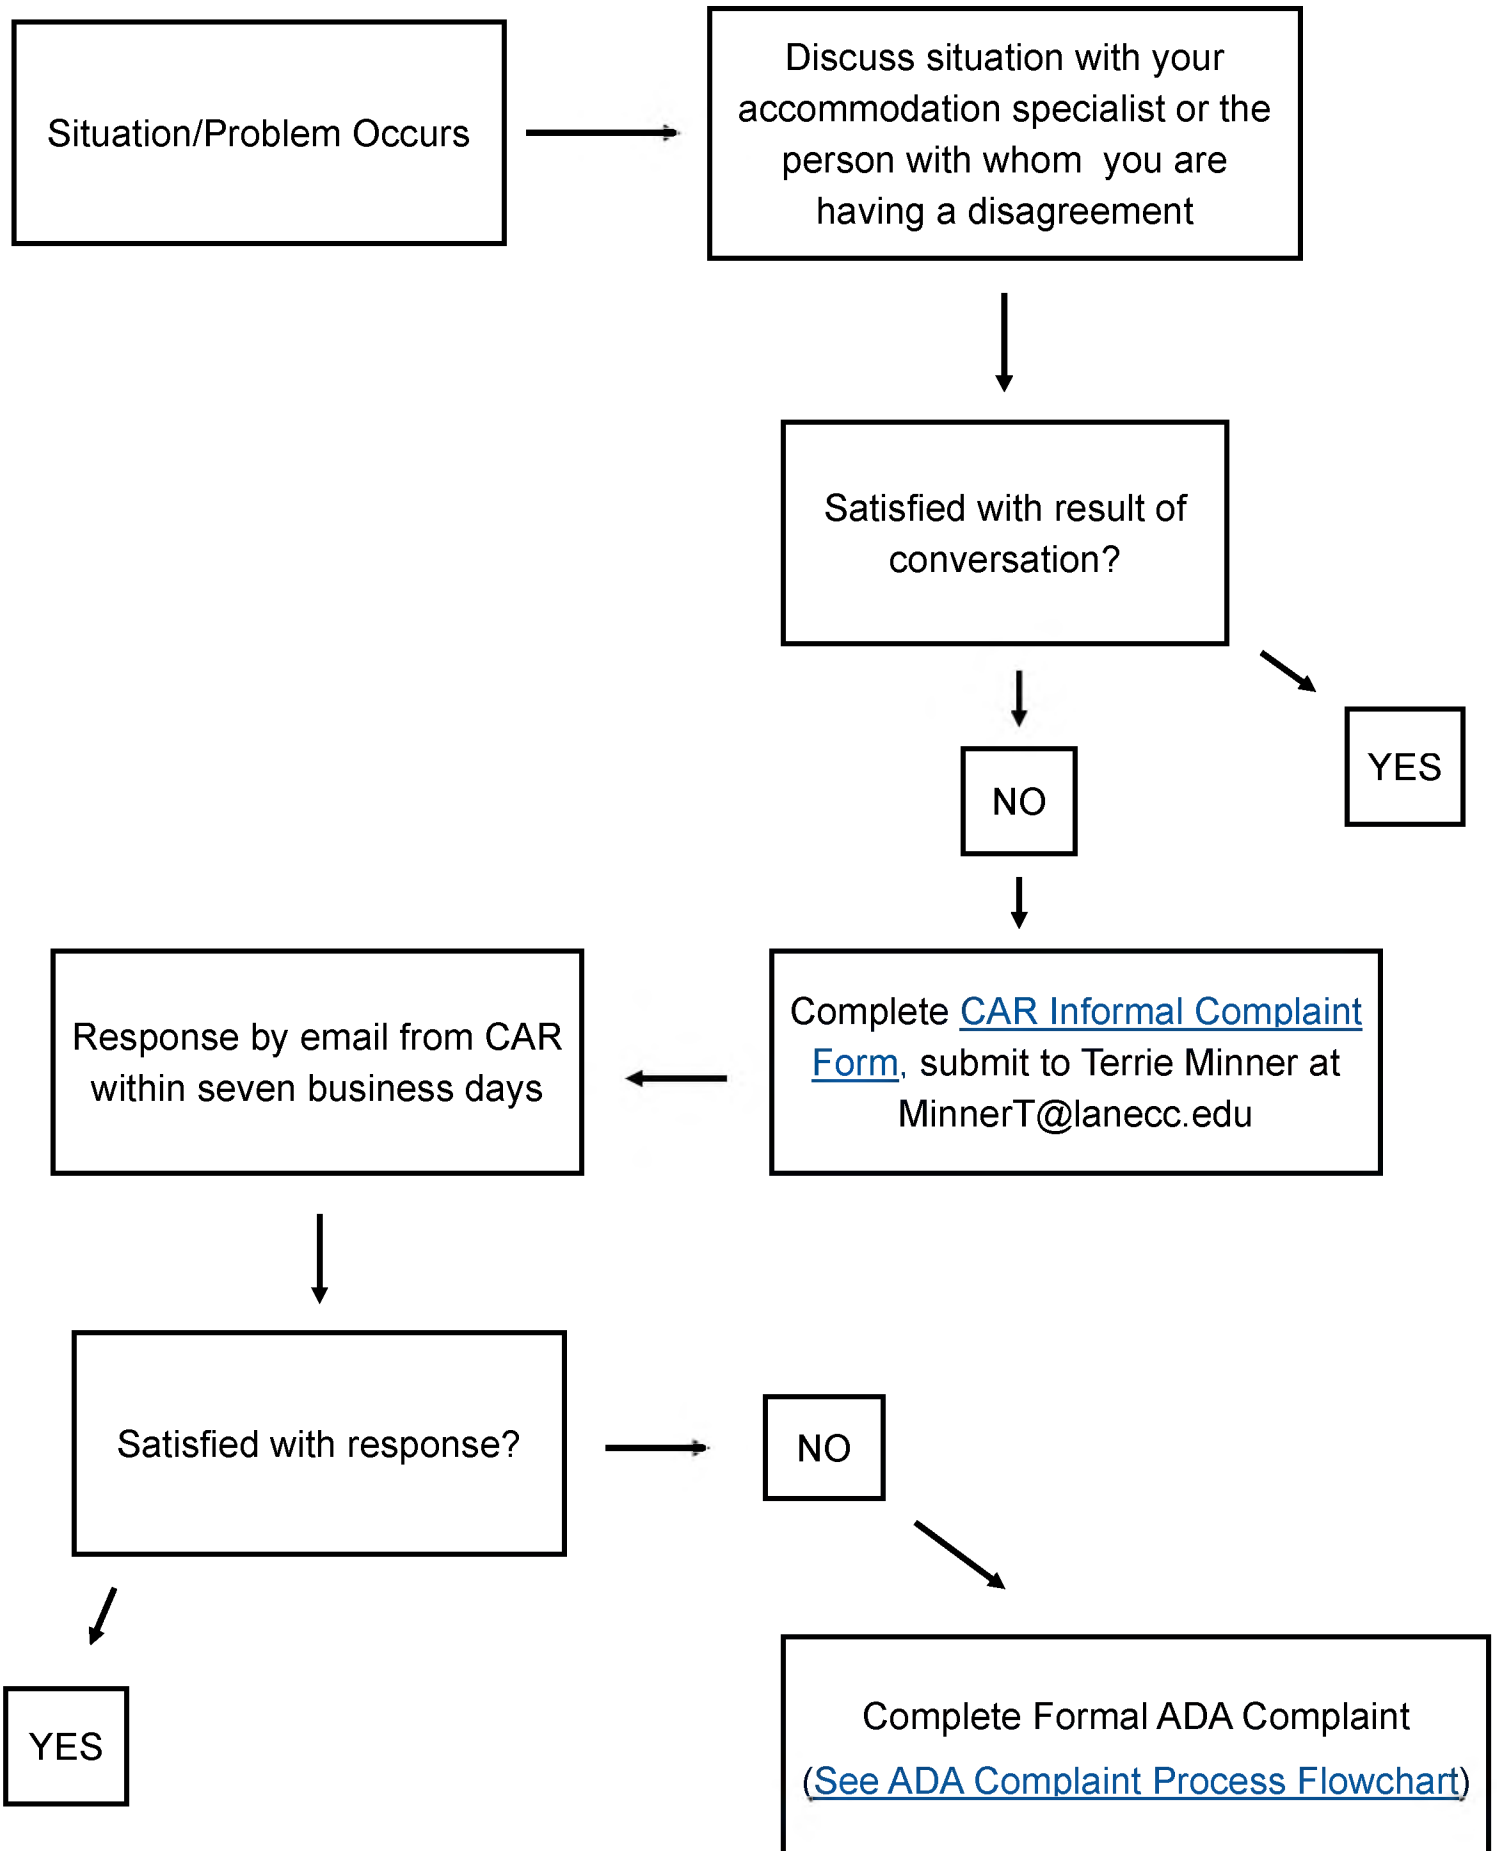 Situation/Problem Occurs
Discuss situation with your
accommodation specialist or the
person with whom you are
having a disagreement
Satisfied with result of
conversation?
YES
NO
Complete CAR Informal Complaint
Form, submit to Terrie Minner at
MinnerT@lanecc.edu
Response by email from CAR
within seven business days
Satisfied with response?
NO
YES
Complete Formal ADA Complaint
(See ADA Complaint Process Flowchart)